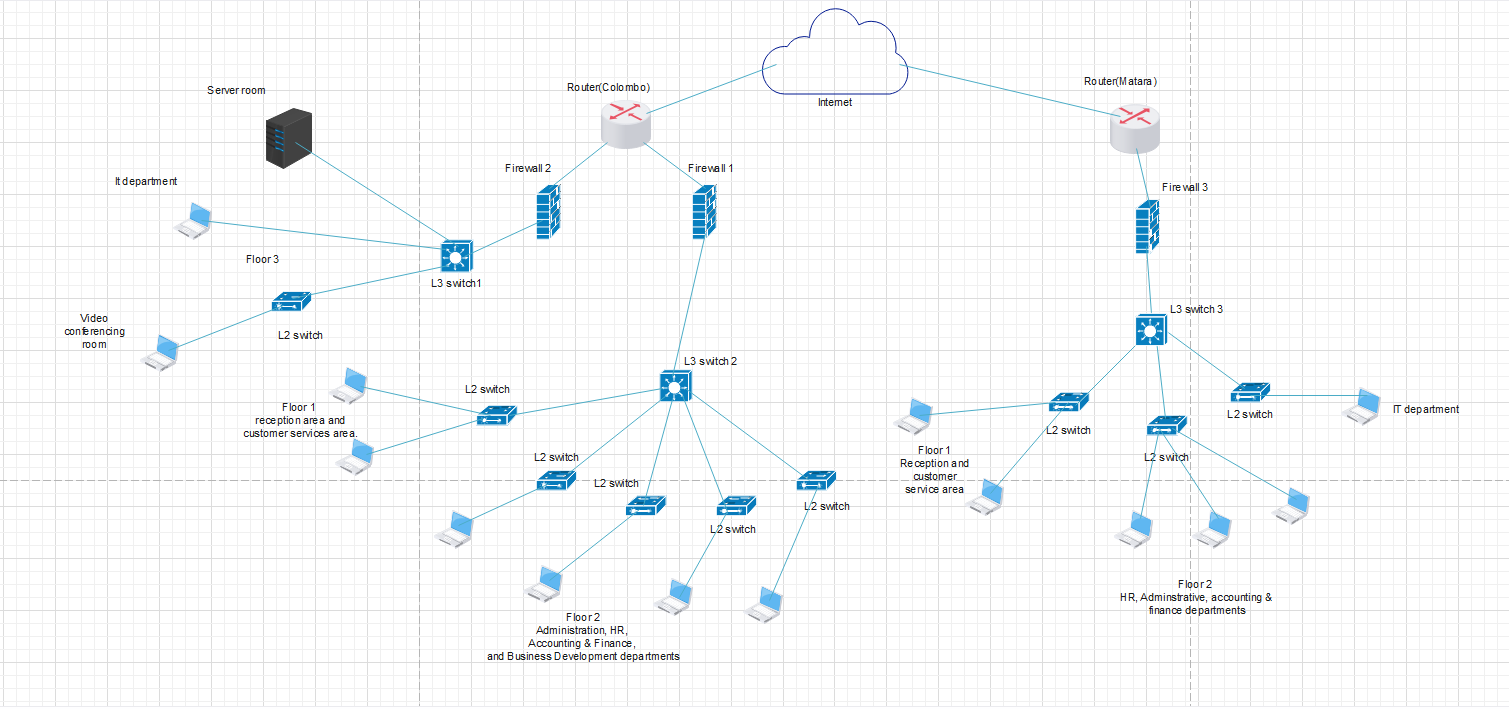 Router(Matara)
Router(Colombo)
Server room
Internet
Firewall 2
Firewall 1
It department
Firewall 3
Floor 3
L3 switch1
L3 switch 3
Video
conferencing
room
L2 switch
L3 switch 2
L2 switch
Floor 1
reception area and
customer services area.
L2 switch
IT department
L2 switch
Floor 1
Reception and
customer
service area
L2 switch
L2 switch
L2 switch
L2 switch
L2 switch
Floor 2
HR, Adminstrative, accounting &
finance departments
Floor 2
Administration, HR,
Accounting & Finance,
and Business Development departments